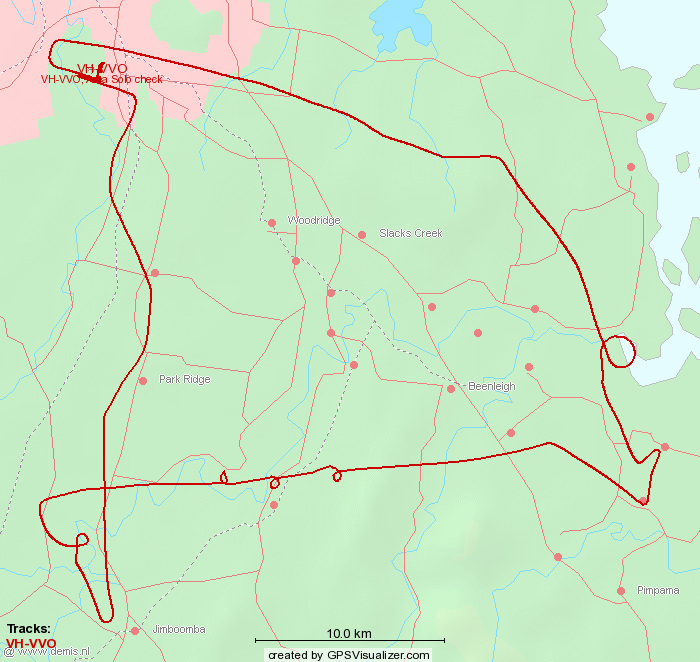 VH-VVO
VH-VVO, Area Solo check
Woodridge
Slacks Creek
Park Ridge
Beenleigh
Pimpama
Jimboomba
Tracks:
VH-VVO
@ www.demis.nl
10.0 km
created by GPSVisualizer.com